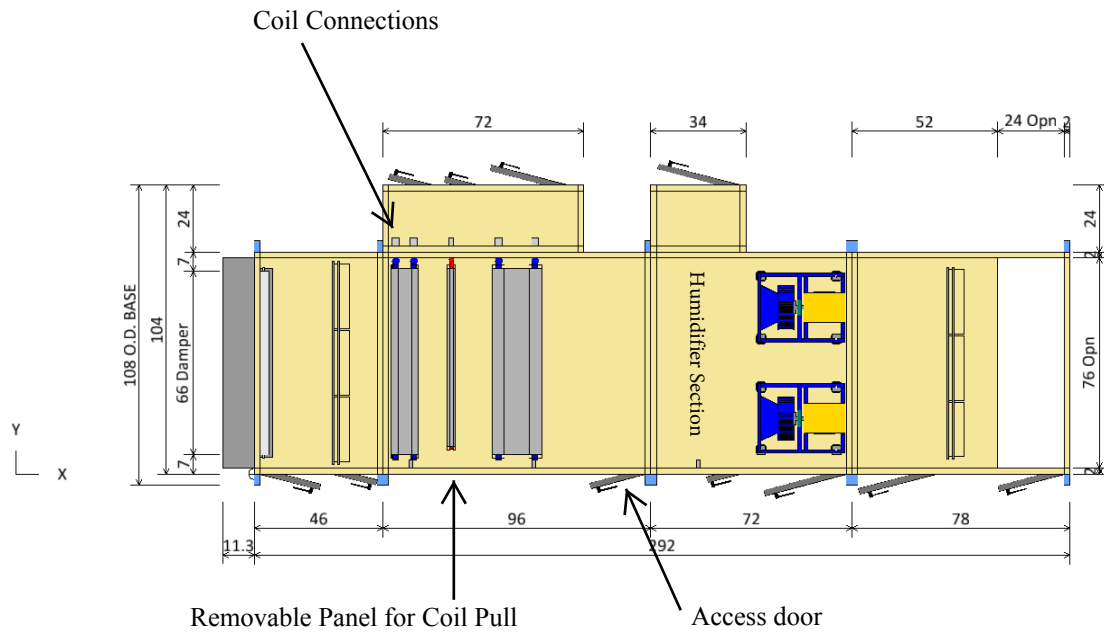 Coil Connections
72
34
52
24 Opn
2
24
7
66 Damper
7
104
108 O.D. BASE
24
2
76 Opn
2
Humidifier Section
Y
X
46
96
72
78
11.3
292
Removable Panel for Coil Pull
Access door